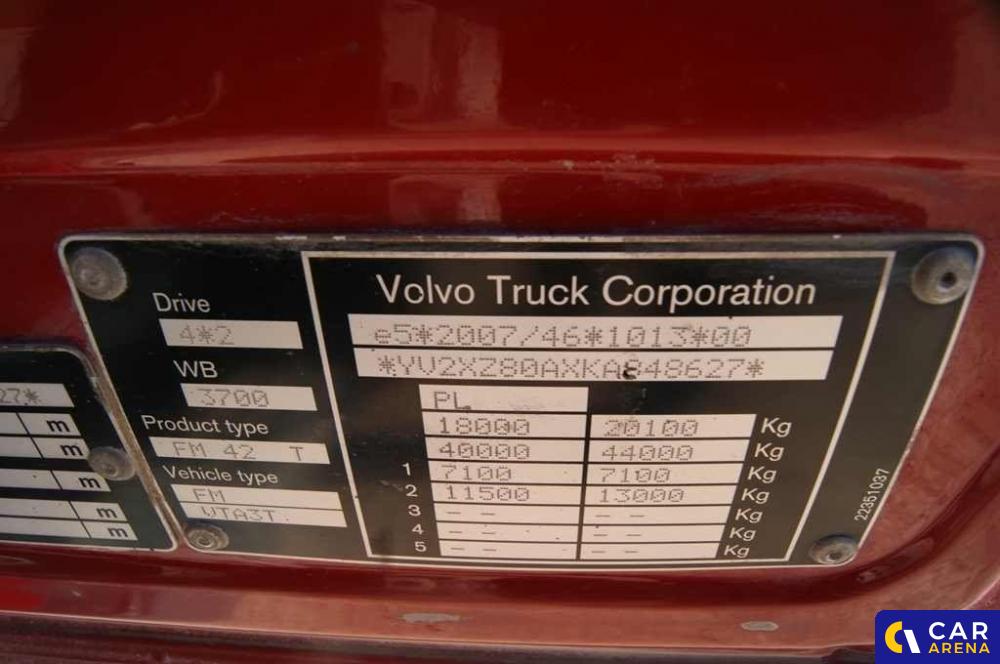 Volvo Truck Corporation
Drive
4*2
e5*2007/46*1013*00
*YV2XZ80AXKA848627*
WB
3700
PL
Product type
FM 42 T
18000 20100 Kg
40000 44000 Kg
Vehicle type
FM
VTA3T
1 7100 7100 Kg
2 11500 13000 Kg
3 -- -- Kg
4 -- -- Kg
5 -- -- Kg
22351037
27*
m
m
m
m
m
CAR
ARENA